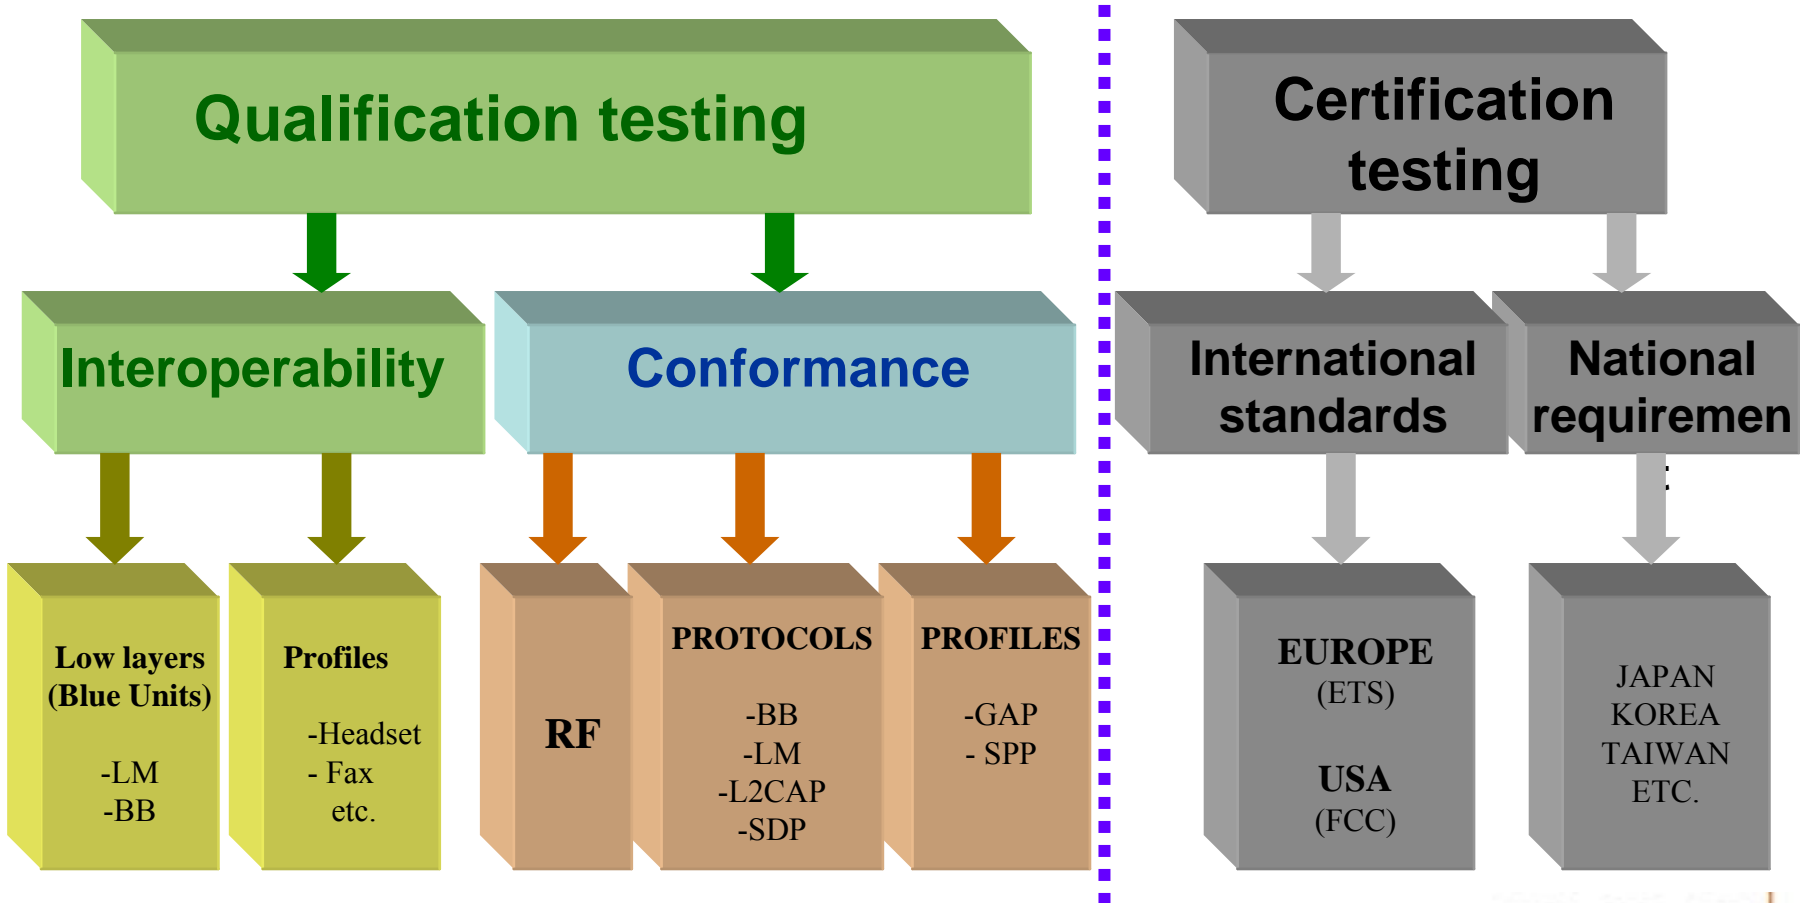 Qualification testing
Certification
testing
Interoperability
Conformance
International
standards
National
requiremen
t
Low layers
(Blue Units)
-LM
-BB
Profiles
-Headset
- Fax
etc.
RF
PROTOCOLS
-BB
-LM
-L2CAP
-SDP
PROFILES
-GAP
- SPP
EUROPE
(ETS)
USA
(FCC)
JAPAN
KOREA
TAIWAN
ETC.